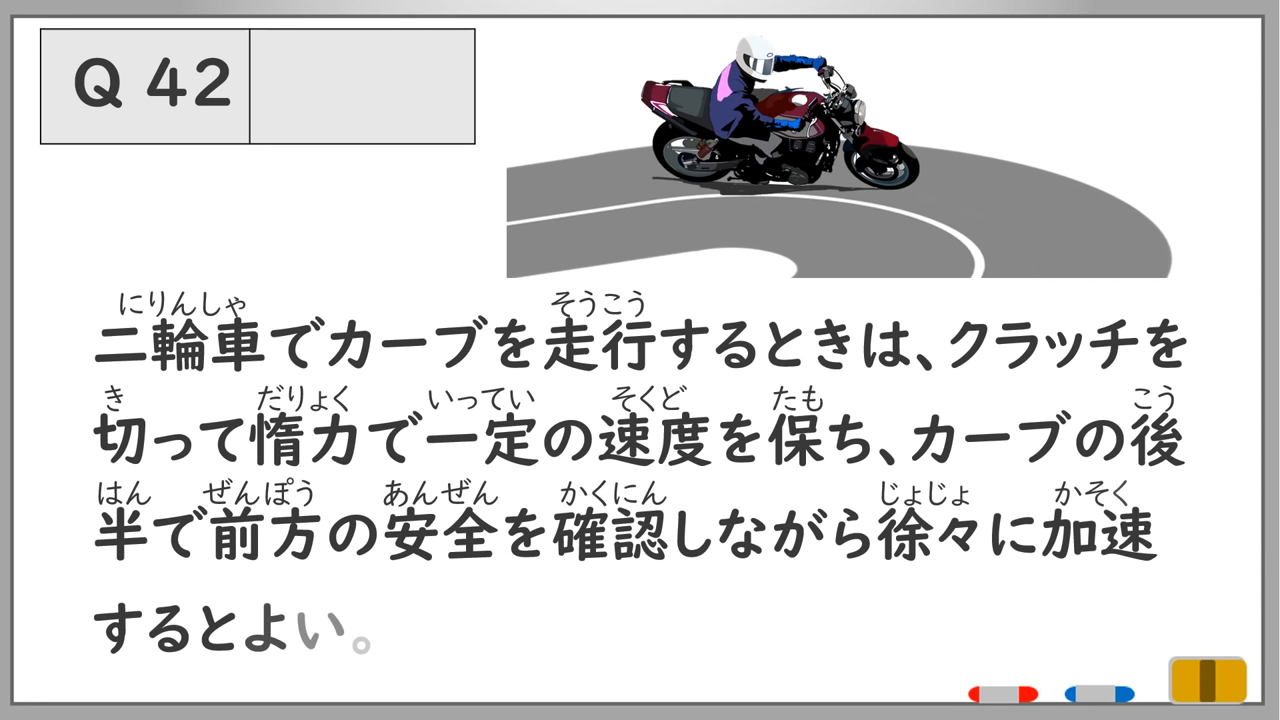 Q 42
にりんしゃ そうこう
二輪車でカーブを走行するときは、クラッチを
き だりょく いってい そくど たも こう
切って惰力で一定の速度を保ち、カーブの後
はん ぜんぽう あんぜん かくにん じょじょ かそく
半で前方の安全を確認しながら徐々に加速
するとよい。